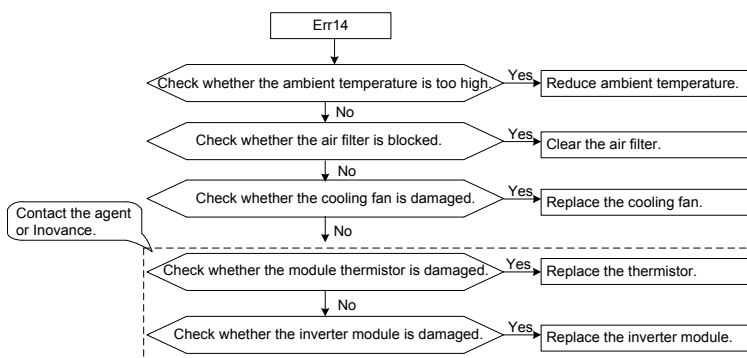 Err14
Check whether the ambient temperature is too high.
Yes
Reduce ambient temperature.
No
Check whether the air filter is blocked.
Yes
Clear the air filter.
No
Check whether the cooling fan is damaged.
Yes
Replace the cooling fan.
No
Contact the agent
or Inovance.
Check whether the module thermistor is damaged.
Yes
Replace the thermistor.
No
Check whether the inverter module is damaged.
Yes
Replace the inverter module.